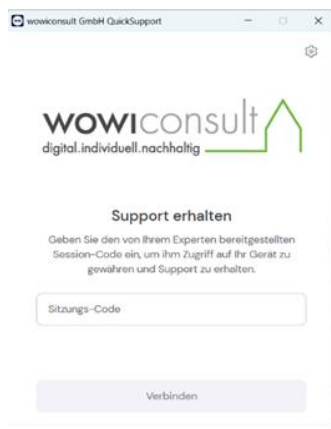 wowiconsult GmbH QuickSupport
wowiconsult
digital.individuell.nachhaltig
Support erhalten
Geben Sie den von Ihrem Experten bereitgestellten
Session-Code ein, um ihm Zugriff auf Ihr Gerät zu
gewähren und Support zu erhalten.
Sitzungs-Code
Verbinden